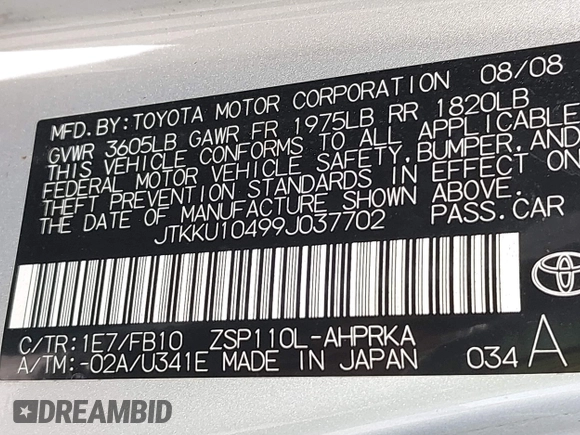 MFD.BY:TOYOTA MOTOR CORPORATION 08/08
GVWR 3605LB GAWR FR 1975LB RR 1820LB
THIS VEHICLE CONFORMS TO ALL APPLICABLE
FEDERAL MOTOR VEHICLE SAFETY,BUMPER,AND
THEFT PREVENTION STANDARDS IN EFFECT ON
THE DATE OF MANUFACTURE SHOWN ABOVE.
JTKKU10499J037702 PASS.CAR
C/TR:1E7/FB10 ZSP110L-AHPRKA
A/TM:-02A/U341E MADE IN JAPAN 034 A
DREAMBID